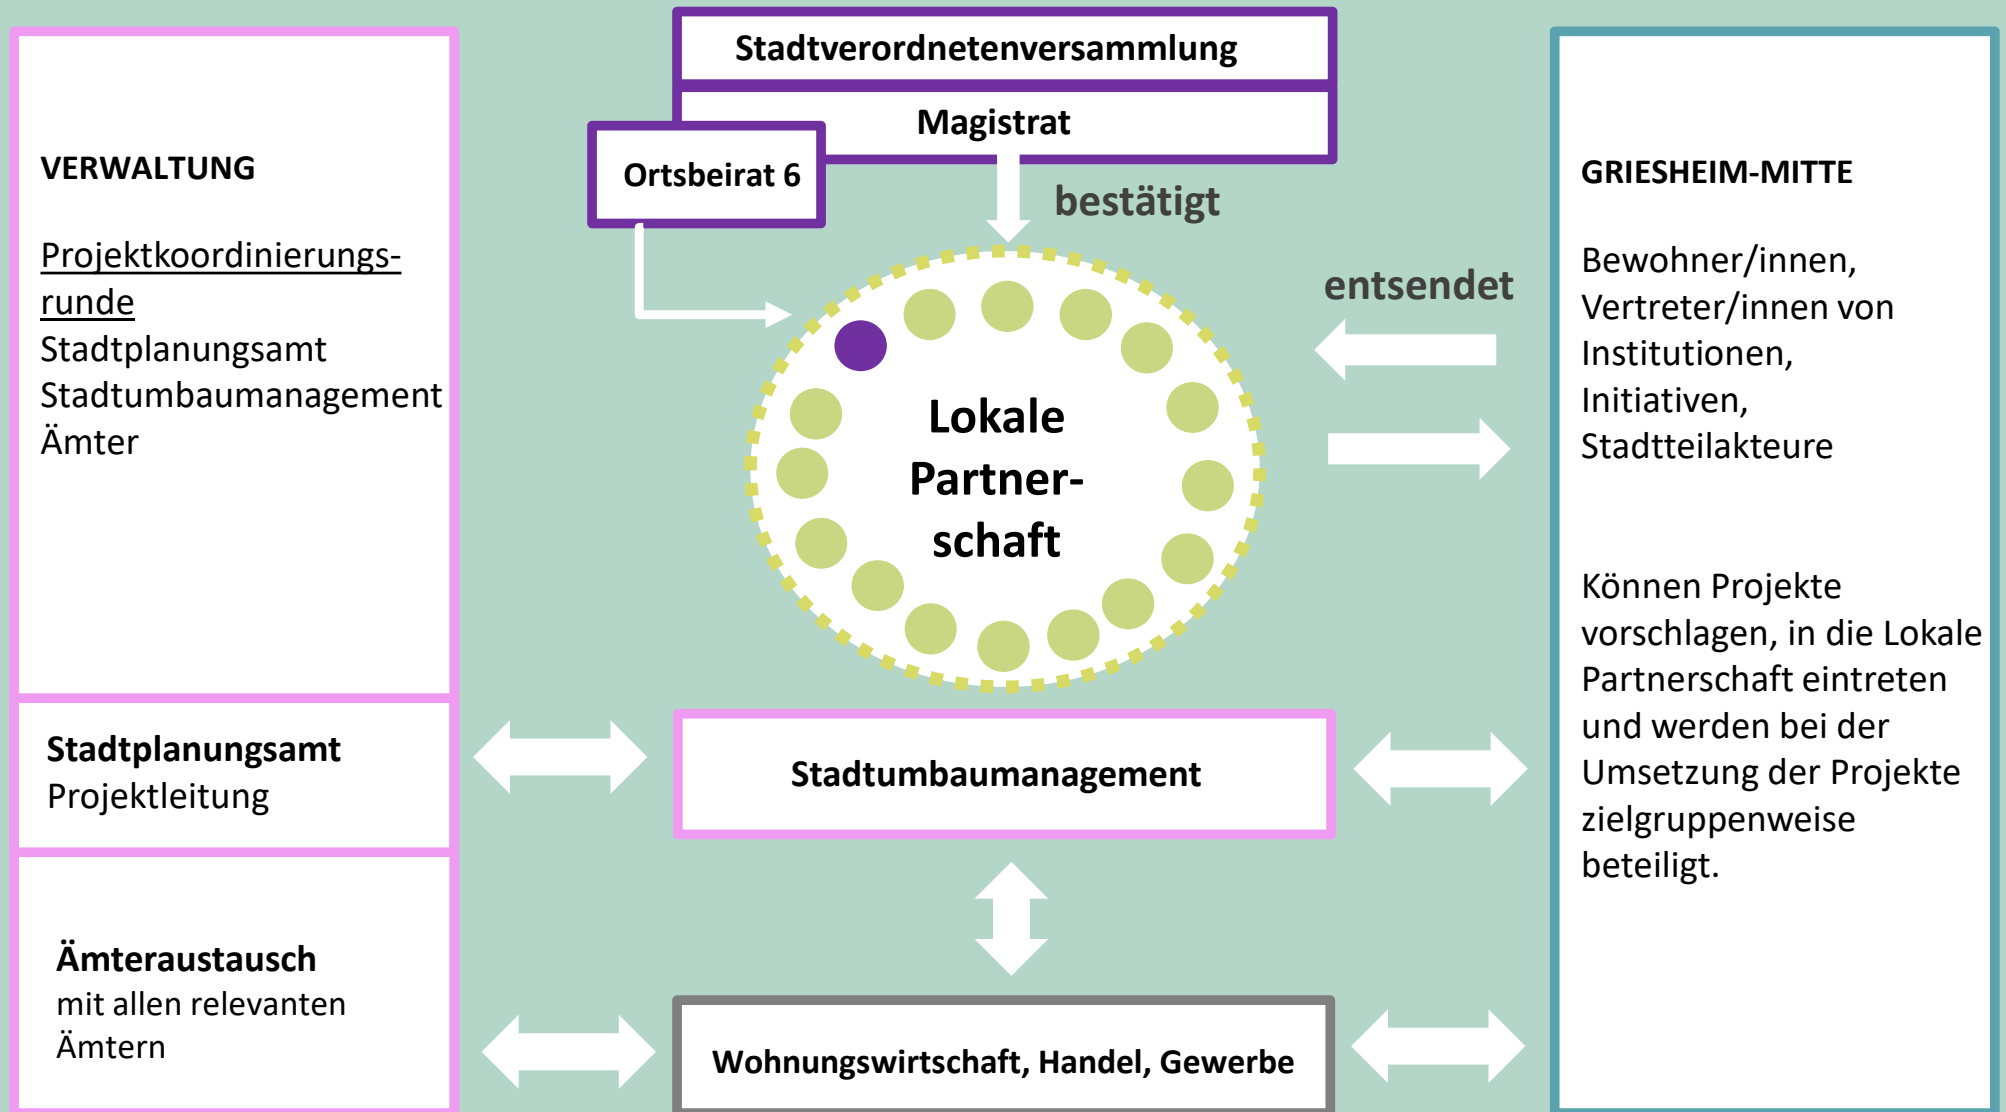 VERWALTUNG
Projektkoordinierungs-
runde
Stadtplanungsamt
Stadtumbaumanagement
Ämter
Stadtplanungsamt
Projektleitung
Ämteraustausch
mit allen relevanten
Ämtern
Stadtverordnetenversammlung
Magistrat
Ortsbeirat 6
bestätigt
entsendet
Lokale
Partner-
schaft
Stadtumbaumanagement
Wohnungswirtschaft, Handel, Gewerbe
GRIESHEIM-MITTE
Bewohner/innen,
Vertreter/innen von
Institutionen,
Initiativen,
Stadtteilakteure
Können Projekte
vorschlagen, in die Lokale
Partnerschaft eintreten
und werden bei der
Umsetzung der Projekte
zielgruppenweise
beteiligt.